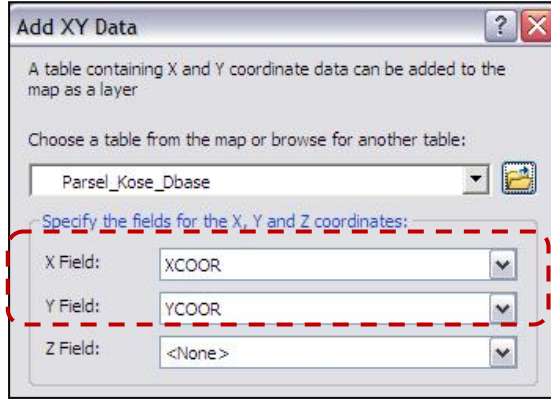 Add XY Data
A table containing X and Y coordinate data can be added to the
map as a layer
Choose a table from the map or browse for another table:
Parsel_Kose_Dbase
Specify the fields for the X, Y and Z coordinates:
X Field: XCOOR
Y Field: YCOOR
Z Field: <None>